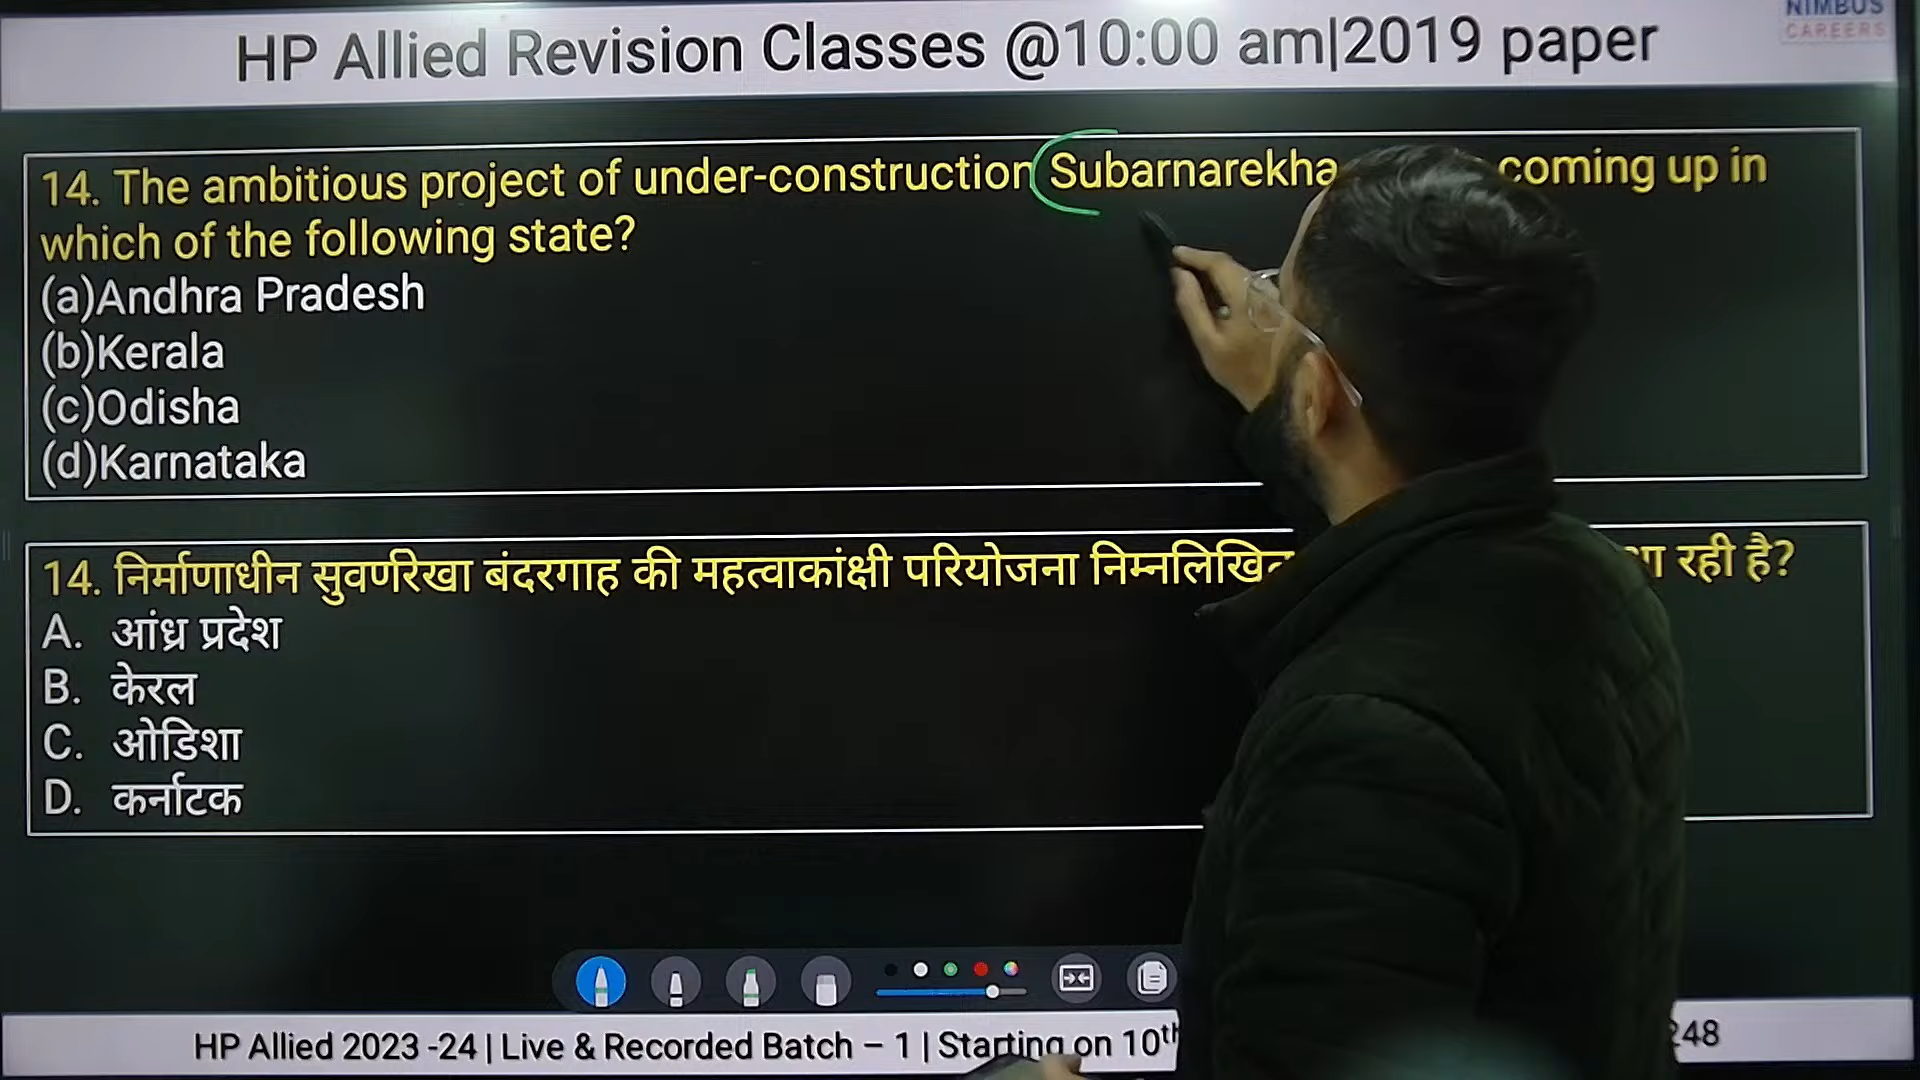 NIMBUS
CAREERS
HP Allied Revision Classes @10:00 am|2019 paper
14. The ambitious project of under-construction Subarnarekha coming up in
which of the following state?
(a)Andhra Pradesh
(b)Kerala
(c)Odisha
(d)Karnataka
14. निर्माणाधीन सुवर्णरेखा बंदरगाह की महत्वाकांक्षी परियोजना रही है?
A. आंध्र प्रदेश
B. केरल
C. ओडिशा
D. कर्नाटक
HP Allied 2023 -24 | Live & Recorded Batch – 1 | Starting on 10th 248